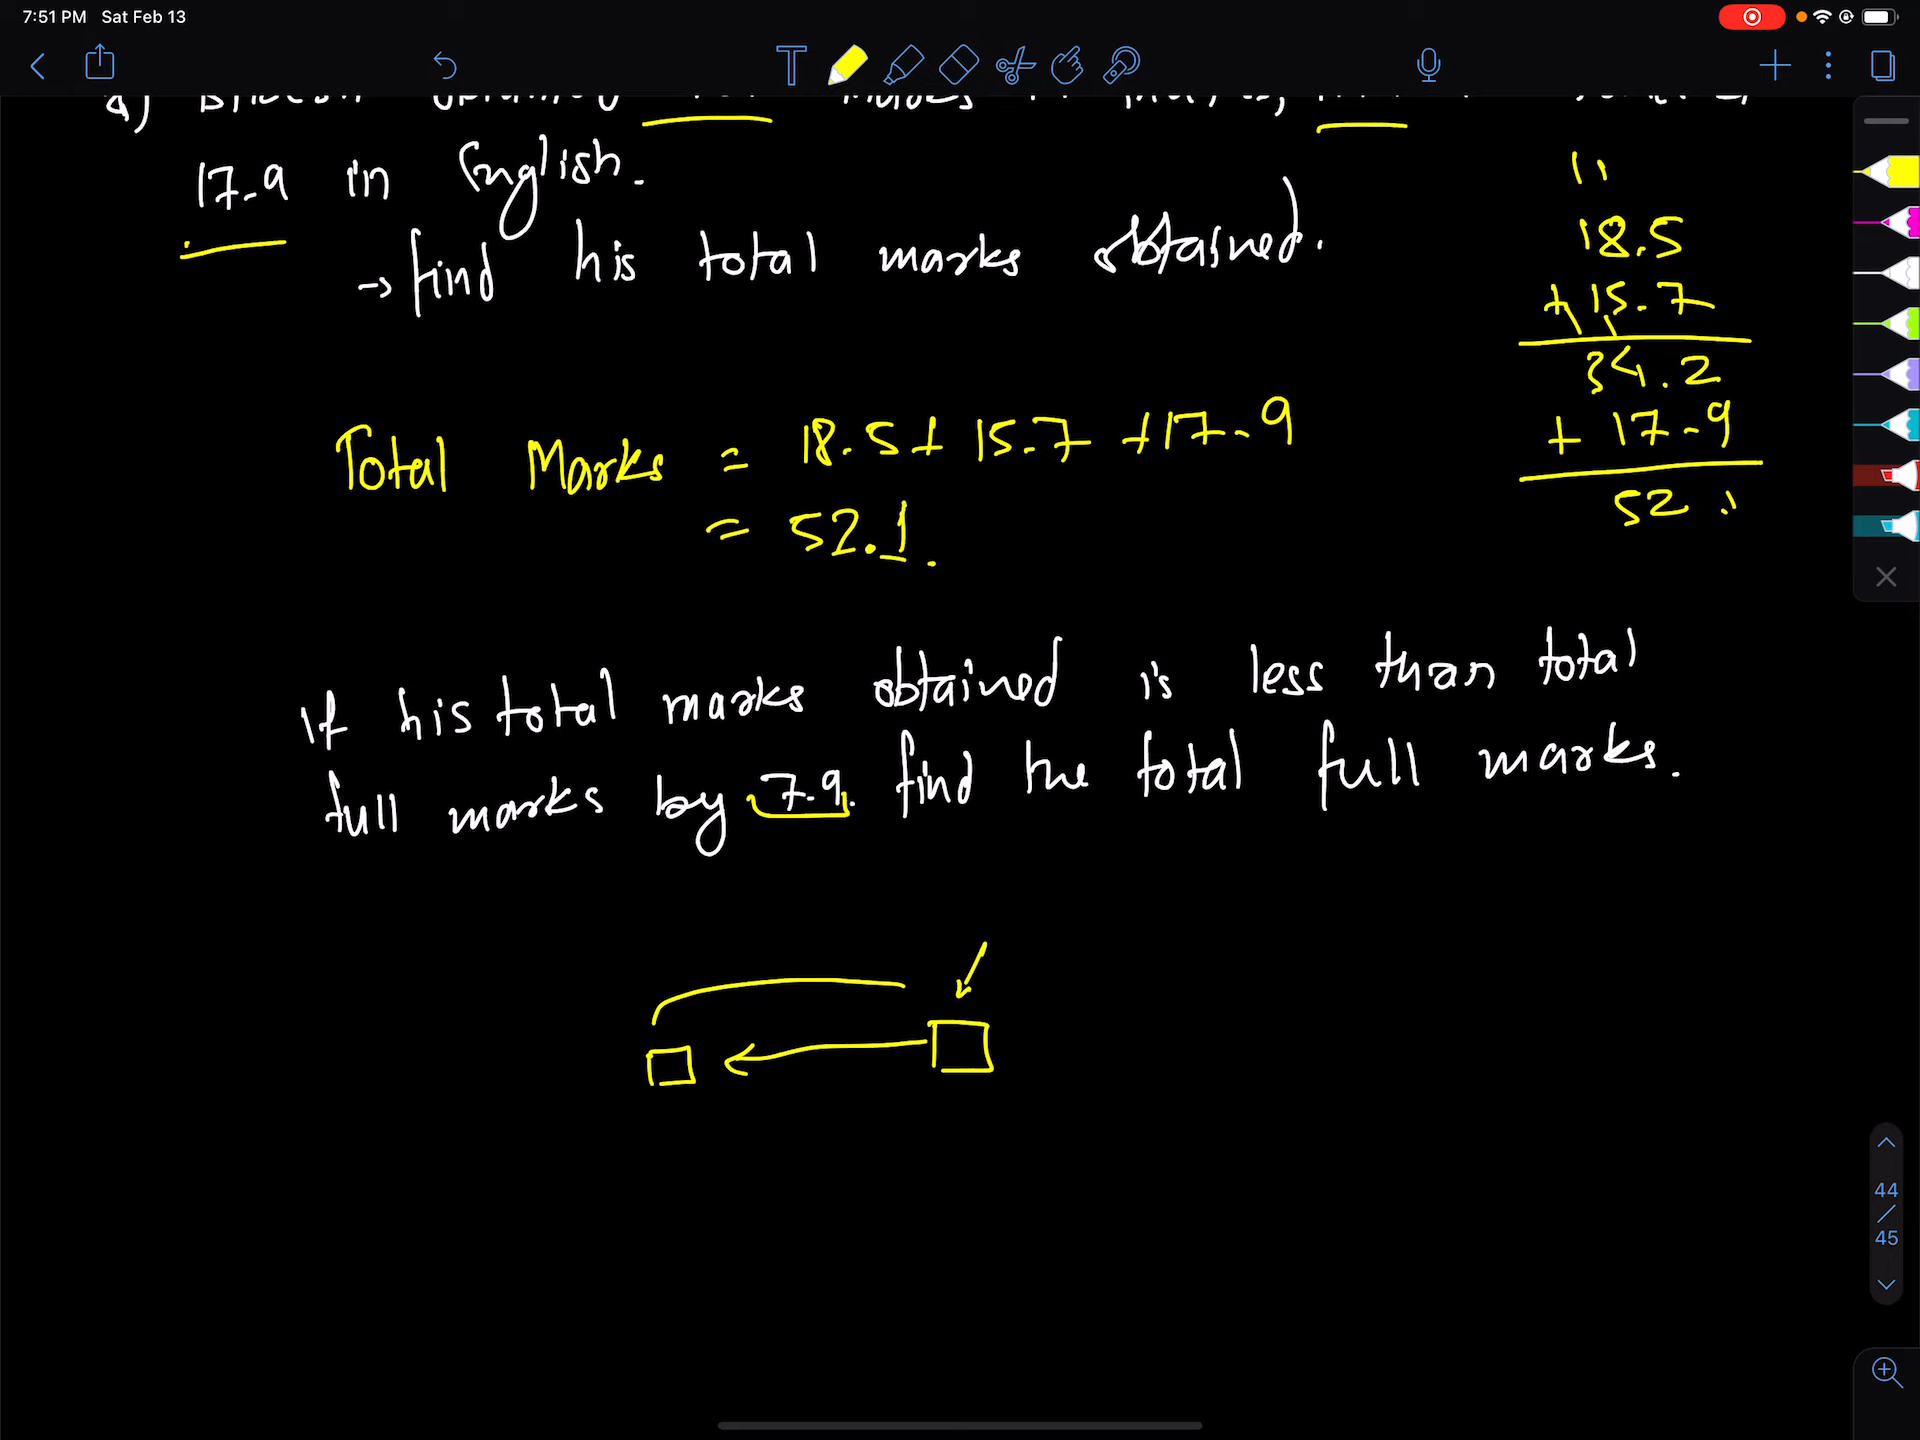 7:51 PM Sat Feb 13
17.9 in English.
→ find his total marks obtained.
11
18.5
+ 15.7
34.2
+ 17.9
52.1
Total Marks = 18.5 + 15.7 + 17.9
= 52.1.
if his total marks obtained is less than total
full marks by 7.9. find the total full marks.
44
/
45